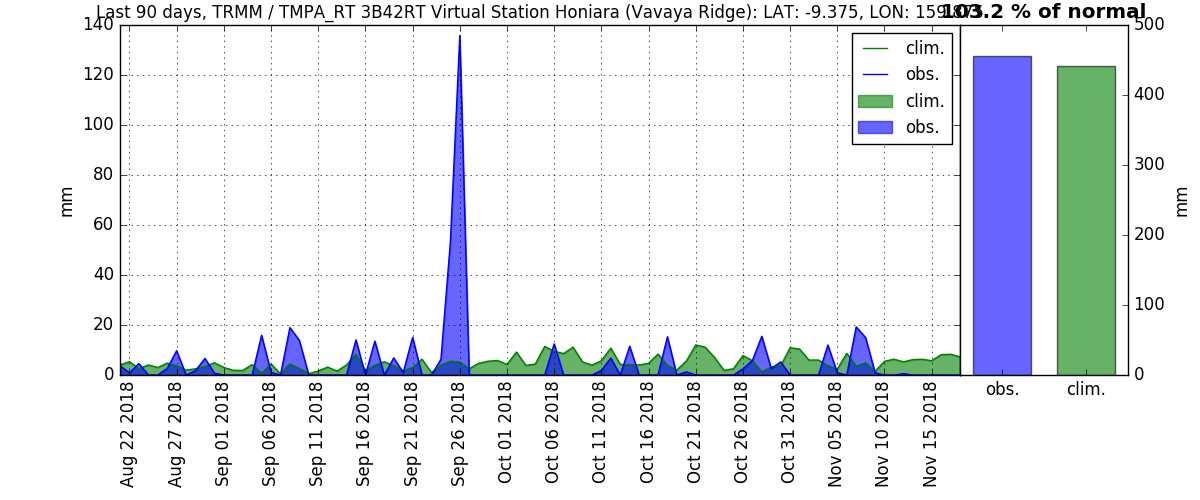 Last 90 days, TRMM / TMPA_RT 3B42RT Virtual Station Honiara (Vavaya Ridge): LAT: -9.375, LON:
103.2 % of normal
140
120
100
80
60
40
20
0
mm
clim.
obs.
clim.
obs.
500
400
300
200
100
0
mm
obs.
clim.
Aug 22 2018
Aug 27 2018
Sep 01 2018
Sep 06 2018
Sep 11 2018
Sep 16 2018
Sep 21 2018
Sep 26 2018
Oct 01 2018
Oct 06 2018
Oct 11 2018
Oct 16 2018
Oct 21 2018
Oct 26 2018
Oct 31 2018
Nov 05 2018
Nov 10 2018
Nov 15 2018